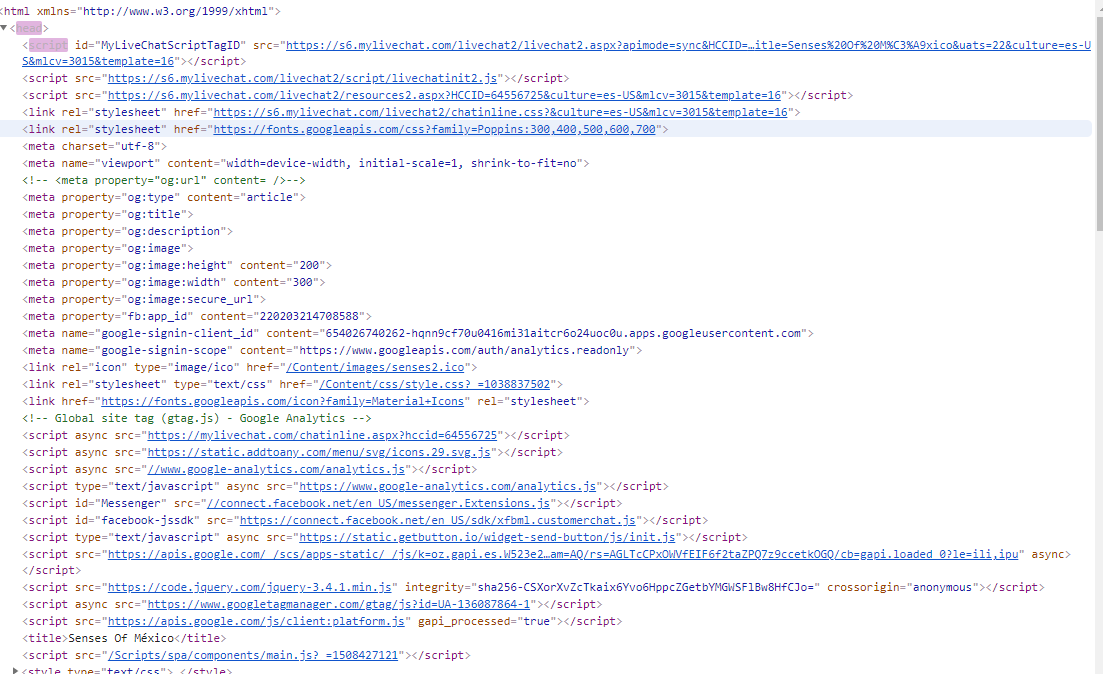 <html xmlns="http://www.w3.org/1999/xhtml">
▼<head>
<script id="MyLiveChatScriptTagID" src="https://s6.mylivechat.com/livechat2/livechat2.aspx?apimode=sync&HCCID=…itle=Senses%20Of%20M%C3%A9xico&uats=22&culture=es-U
S&mlcv=3015&template=16"></script>
<script src="https://s6.mylivechat.com/livechat2/script/livechatinit2.js"></script>
<script src="https://s6.mylivechat.com/livechat2/resources2.aspx?HCCID=64556725&culture=es-US&mlcv=3015&template=16"></script>
<link rel="stylesheet" href="https://s6.mylivechat.com/livechat2/chatinline.css?&culture=es-US&mlcv=3015&template=16">
<link rel="stylesheet" href="https://fonts.googleapis.com/css?family=Poppins:300,400,500,600,700">
<meta charset="utf-8">
<meta name="viewport" content="width=device-width, initial-scale=1, shrink-to-fit=no">
<!-- <meta property="og:url" content= />-->
<meta property="og:type" content="article">
<meta property="og:title">
<meta property="og:description">
<meta property="og:image">
<meta property="og:image:height" content="200">
<meta property="og:image:width" content="300">
<meta property="og:image:secure_url">
<meta property="fb:app_id" content="220203214708588">
<meta name="google-signin-client_id" content="654026740262-hqnn9cf70u0416mi31aitcr6o24uoc0u.apps.googleusercontent.com">
<meta name="google-signin-scope" content="https://www.googleapis.com/auth/analytics.readonly">
<link rel="icon" type="image/ico" href="/Content/images/senses2.ico">
<link rel="stylesheet" type="text/css" href="/Content/css/style.css?_=1038837502">
<link href="https://fonts.googleapis.com/icon?family=Material+Icons" rel="stylesheet">
<!-- Global site tag (gtag.js) - Google Analytics -->
<script async src="https://mylivechat.com/chatinline.aspx?hccid=64556725"></script>
<script async src="https://static.addtoany.com/menu/svg/icons.29.svg.js"></script>
<script async src="//www.google-analytics.com/analytics.js"></script>
<script type="text/javascript" async src="https://www.google-analytics.com/analytics.js"></script>
<script id="Messenger" src="//connect.facebook.net/en_US/messenger.Extensions.js"></script>
<script id="facebook-jssdk" src="https://connect.facebook.net/en_US/sdk/xfbml.customerchat.js"></script>
<script type="text/javascript" async src="https://static.getbutton.io/widget-send-button/js/init.js"></script>
<script src="https://apis.google.com/_/scs/apps-static/_/js/k=oz.gapi.es.W523e2…am=AQ/rs=AGLTcCPxOWVfEIF6f2taZPQ7z9ccetkOGQ/cb=gapi.loaded_0?le=ili,ipu" async>
</script>
<script src="https://code.jquery.com/jquery-3.4.1.min.js" integrity="sha256-CSXorXvZcTkaix6Yvo6HppcZGetbYMGWSFlBw8HfCJo=" crossorigin="anonymous"></script>
<script async src="https://www.googletagmanager.com/gtag/js?id=UA-136087864-1"></script>
<script src="https://apis.google.com/js/client:platform.js" gapi_processed="true"></script>
<title>Senses Of México</title>
<script src="/Scripts/spa/components/main.js?_=1508427121"></script>
▶<style type="text/css">…</style>